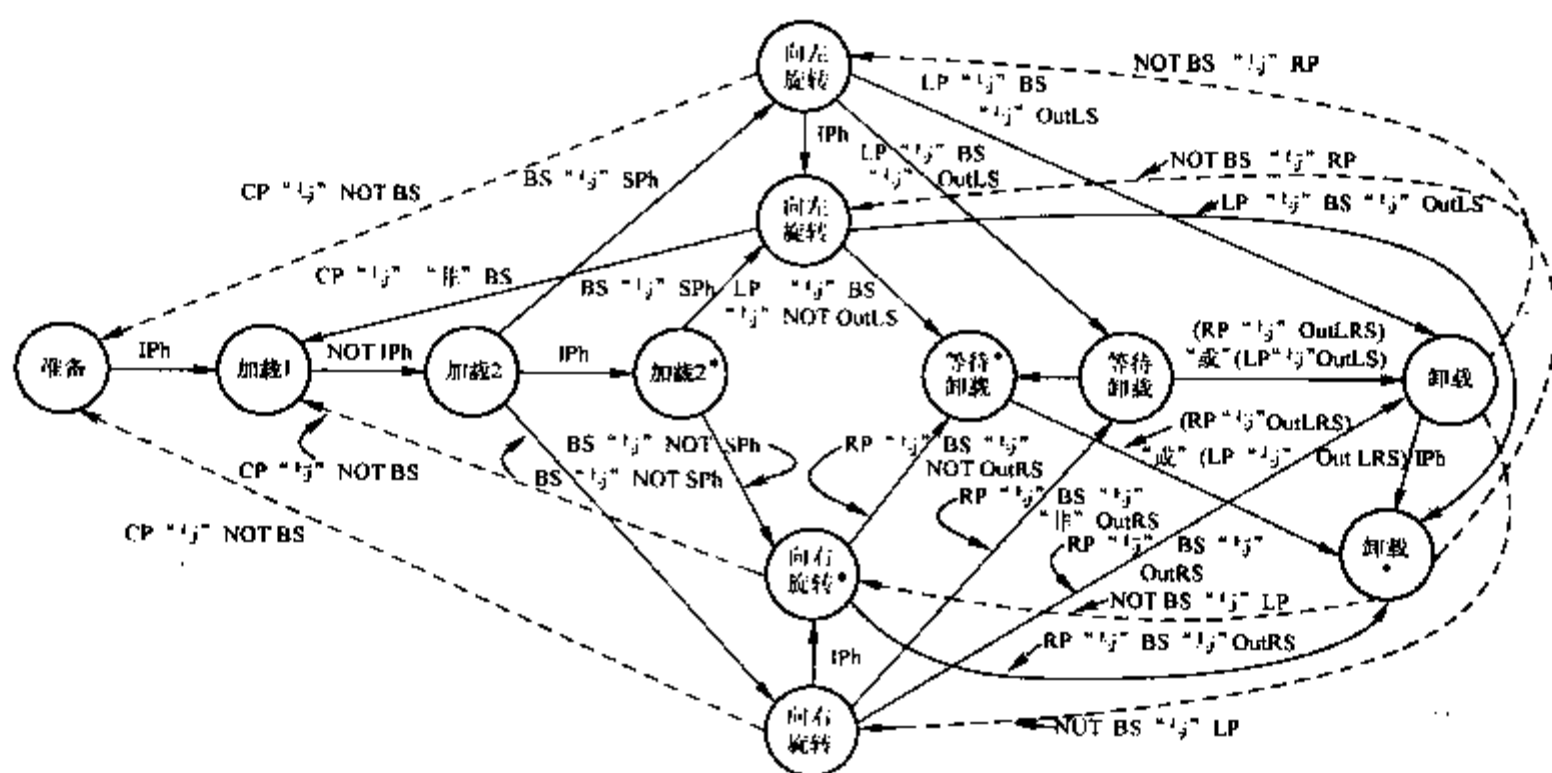 向左
旋转
NOT BS “与” RP
LP “与” BS
“与” OutLS
IPh
LP “与” BS
“与” OutLS
NOT BS “与” RP
CP “与” NOT BS
BS “与” SPh
向左
旋转
LP “与” BS “与” OutLS
CP “与” “非” BS
BS “与” SPh
LP “与” BS
“与” NOT OutLS
准备
IPh
加载1
NOT IPh
加载2
IPh
加载2*
等待*
卸载
等待
卸载
(RP “与” OutLRS)
“或”(LP“与”OutLS)
卸载
(RP “与”OutLRS)
“或” (LP “与” Out LRS)
IPh
CP “与” NOT BS
BS “与” NOT SPh
BS “与” NOT SPh
RP “与” BS “与”
NOT OutRS
RP “与” BS “与”
“非” OutRS
CP “与” NOT BS
RP “与” BS “与”
OutRS
卸载
*
向右
旋转*
NOT BS “与” LP
RP “与” BS “与”OutRS
IPh
向右
旋转
NUT BS “与” LP